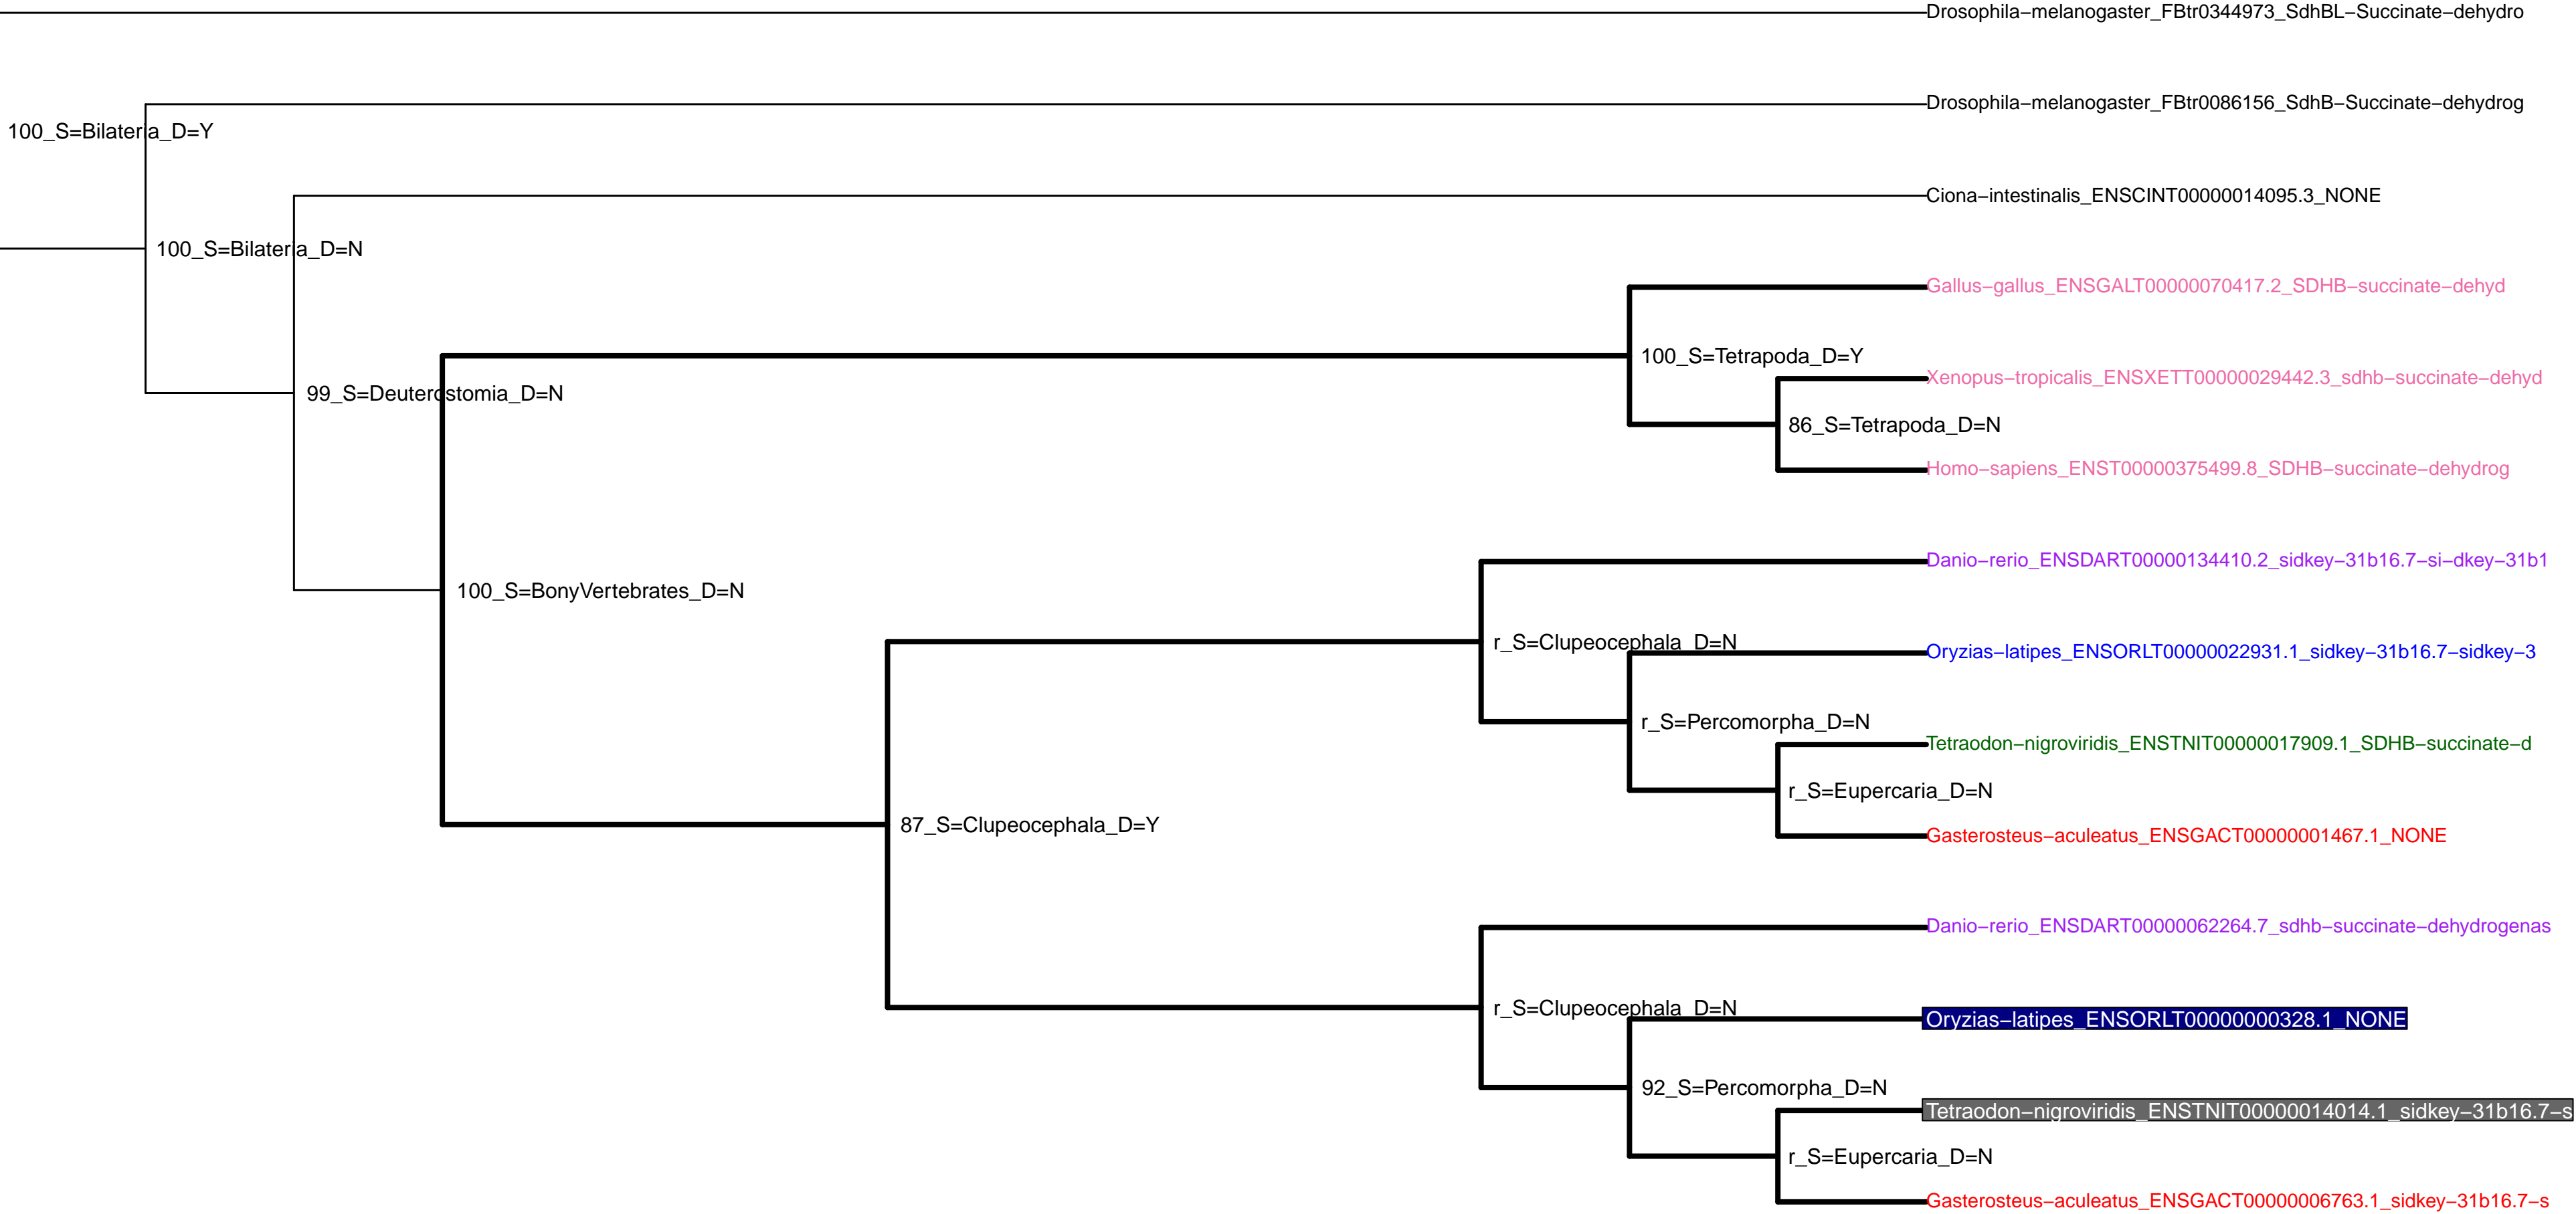 Drosophila−melanogaster_FBtr0344973_SdhBL−Succinate−dehydro
Drosophila−melanogaster_FBtr0086156_SdhB−Succinate−dehydrog
100_S=Bilateria_D=Y
Ciona−intestinalis_ENSCINT00000014095.3_NONE
100_S=Bilateria_D=N
Gallus−gallus_ENSGALT00000070417.2_SDHB−succinate−dehyd
100_S=Tetrapoda_D=Y
Xenopus−tropicalis_ENSXETT00000029442.3_sdhb−succinate−dehyd
99_S=Deuterostomia_D=N
86_S=Tetrapoda_D=N
Homo−sapiens_ENST00000375499.8_SDHB−succinate−dehydrog
Danio−rerio_ENSDART00000134410.2_sidkey−31b16.7−si−dkey−31b1
100_S=BonyVertebrates_D=N
r_S=Clupeocephala_D=N
Oryzias−latipes_ENSORLT00000022931.1_sidkey−31b16.7−sidkey−3
r_S=Percomorpha_D=N
Tetraodon−nigroviridis_ENSTNIT00000017909.1_SDHB−succinate−d
r_S=Eupercaria_D=N
87_S=Clupeocephala_D=Y
Gasterosteus−aculeatus_ENSGACT00000001467.1_NONE
Danio−rerio_ENSDART00000062264.7_sdhb−succinate−dehydrogenas
r_S=Clupeocephala_D=N
Oryzias−latipes_ENSORLT00000000328.1_NONE
92_S=Percomorpha_D=N
Tetraodon−nigroviridis_ENSTNIT00000014014.1_sidkey−31b16.7−s
r_S=Eupercaria_D=N
Gasterosteus−aculeatus_ENSGACT00000006763.1_sidkey−31b16.7−s